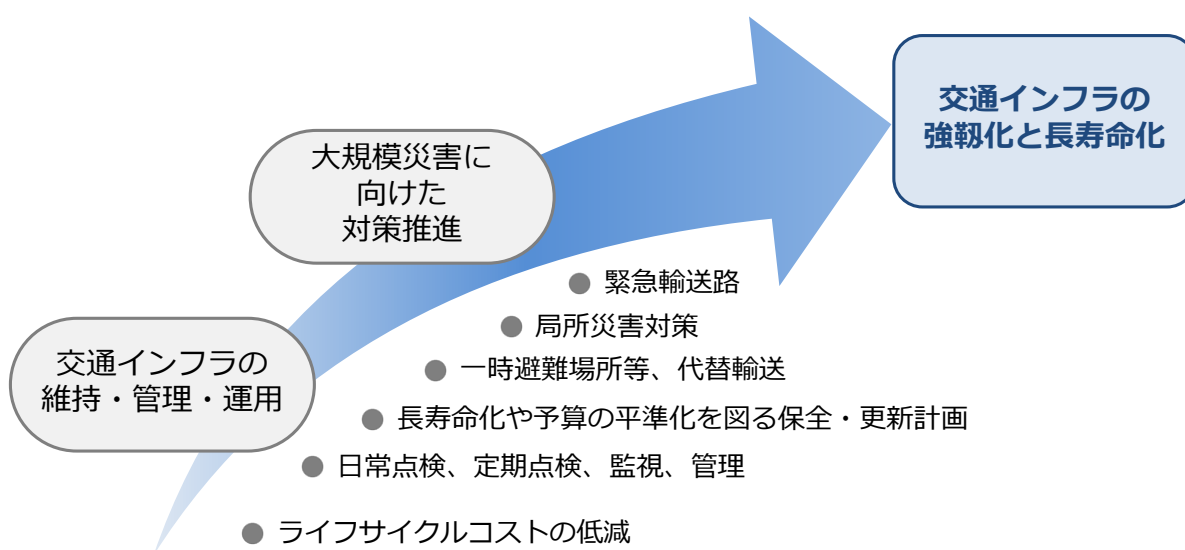 交通インフラの
強靱化と長寿命化
大規模災害に
向けた
対策推進
● 緊急輸送路
● 局所災害対策
● 一時避難場所等、代替輸送
交通インフラの
維持・管理・運用
● 長寿命化や予算の平準化を図る保全・更新計画
● 日常点検、定期点検、監視、管理
● ライフサイクルコストの低減